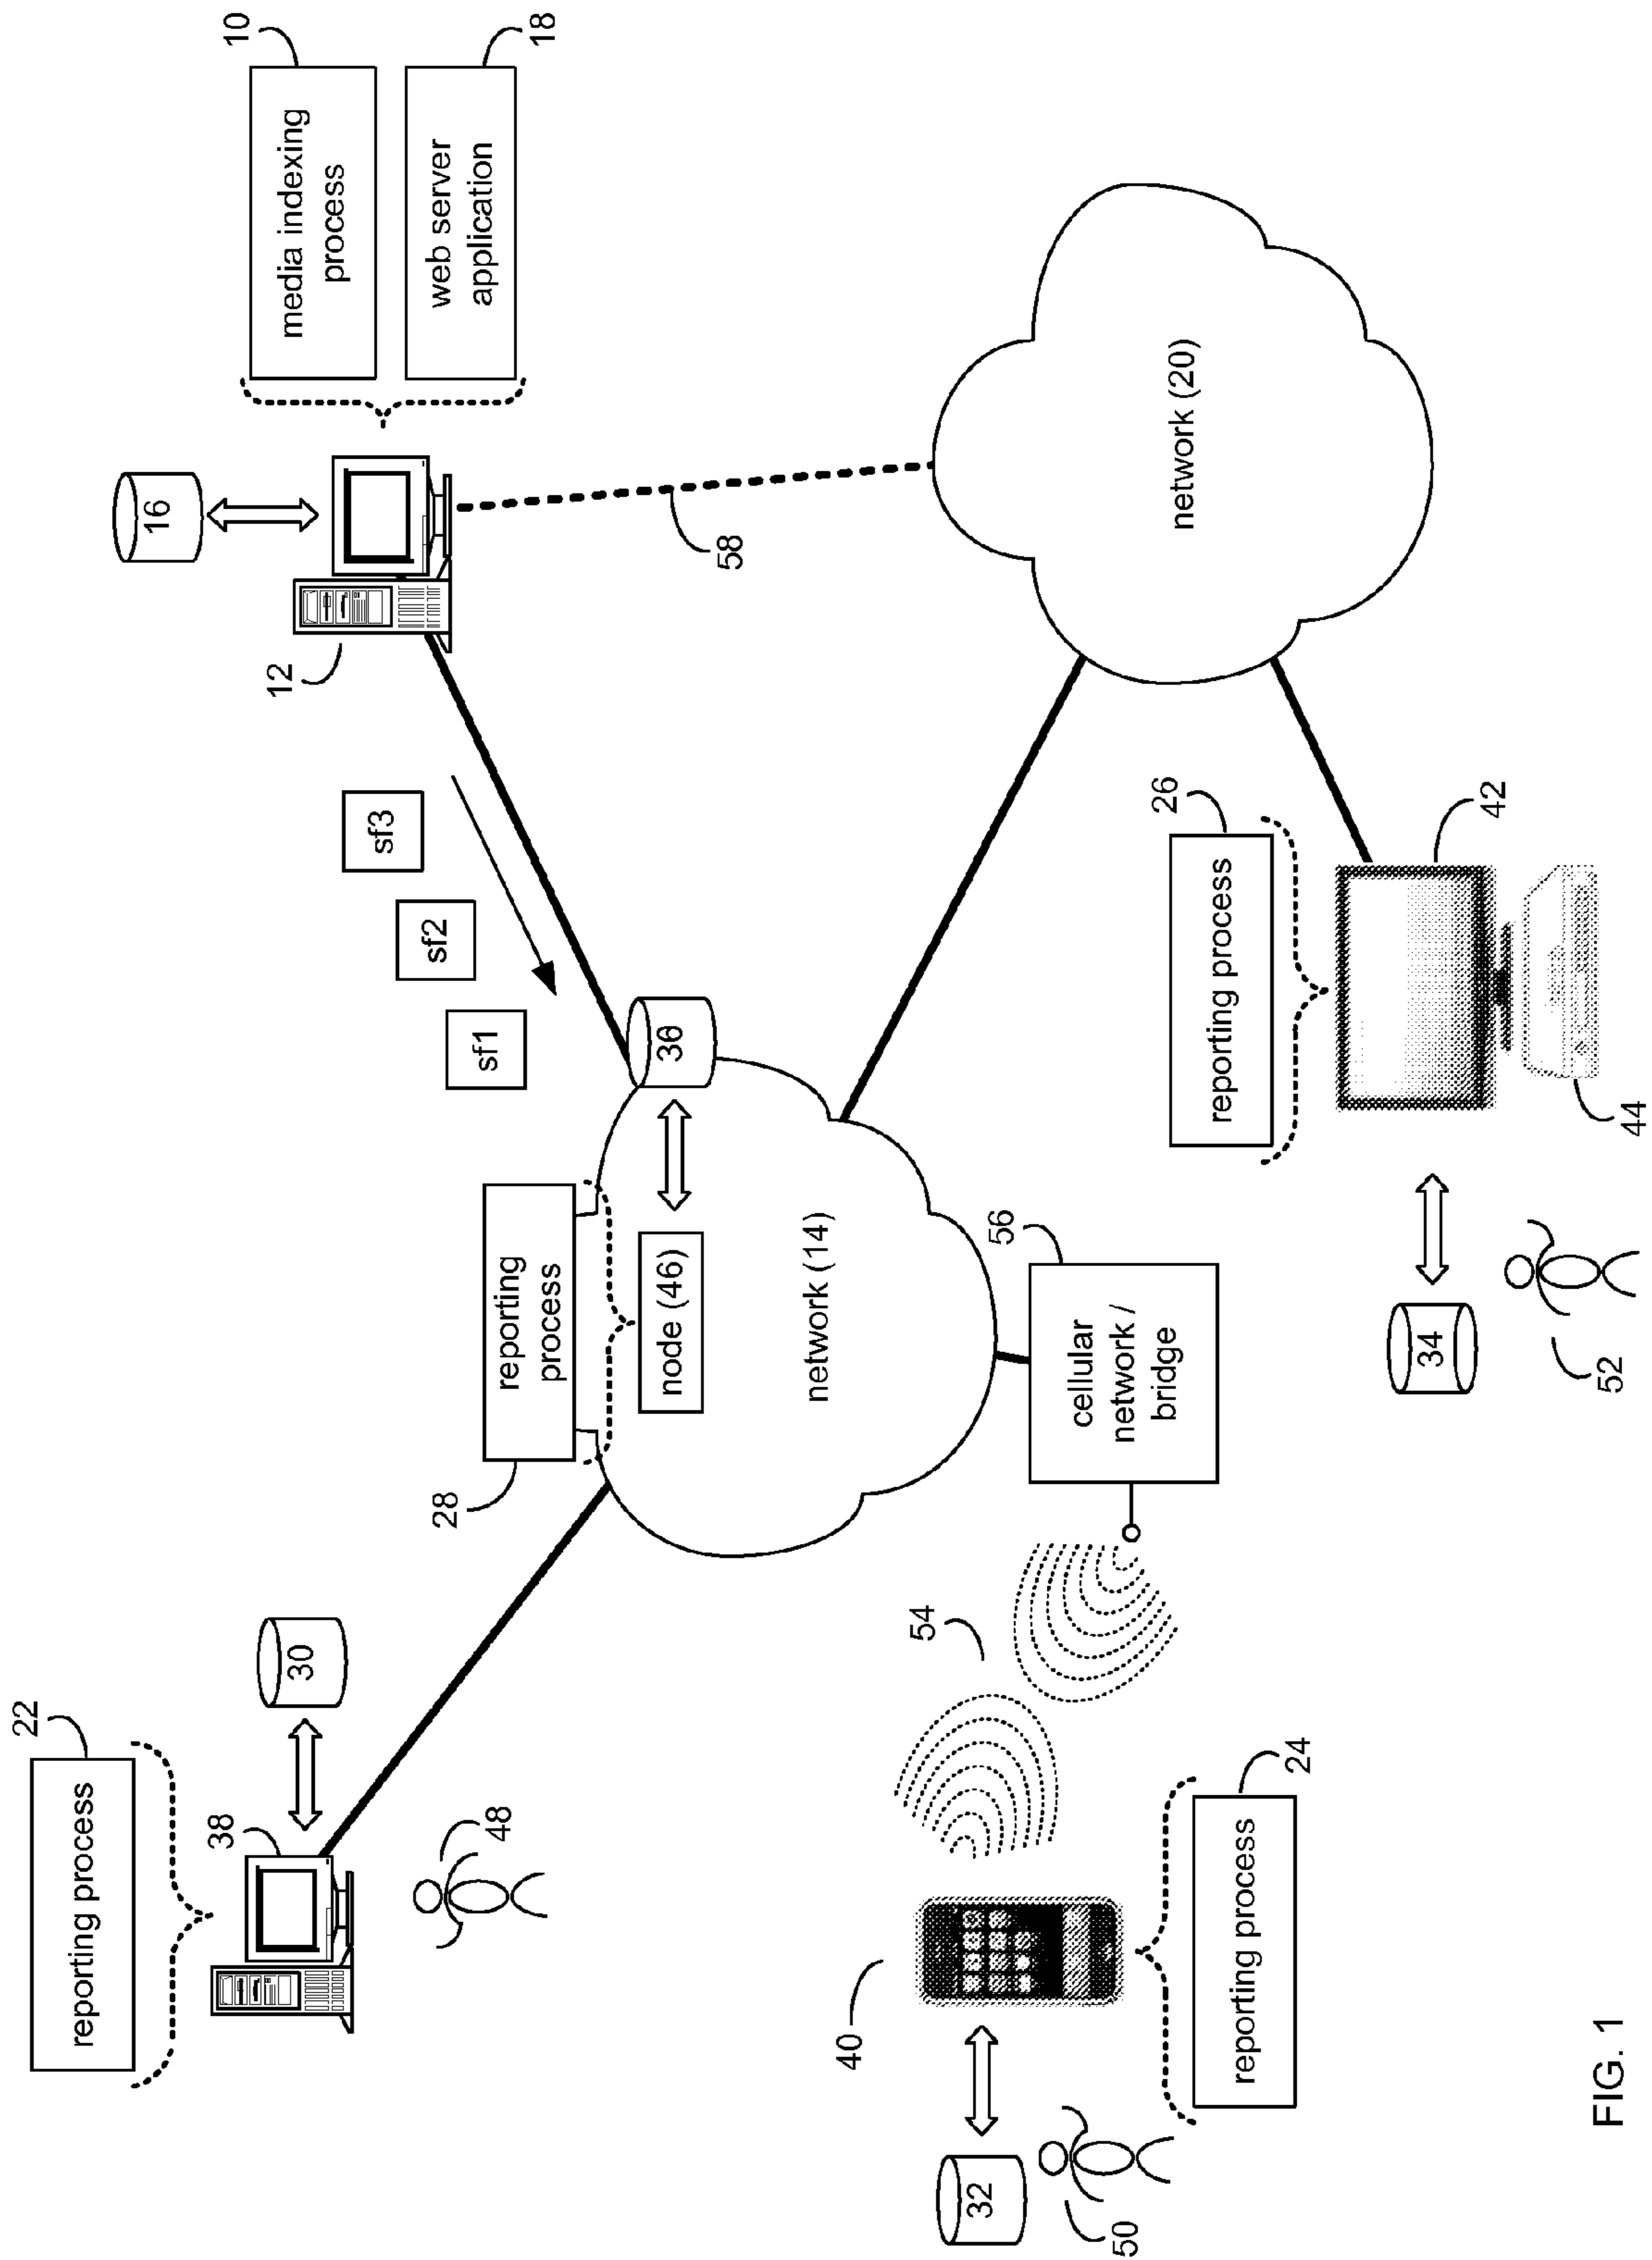 22
reporting process
38
30
48
10
media indexing
process
16
12
18
web server
application
sf3
sf2
sf1
28
reporting
process
node (46)
36
58
network (14)
network (20)
40
54
32
50
56
cellular
network /
bridge
24
reporting process
26
reporting process
34
42
52
44
FIG. 1